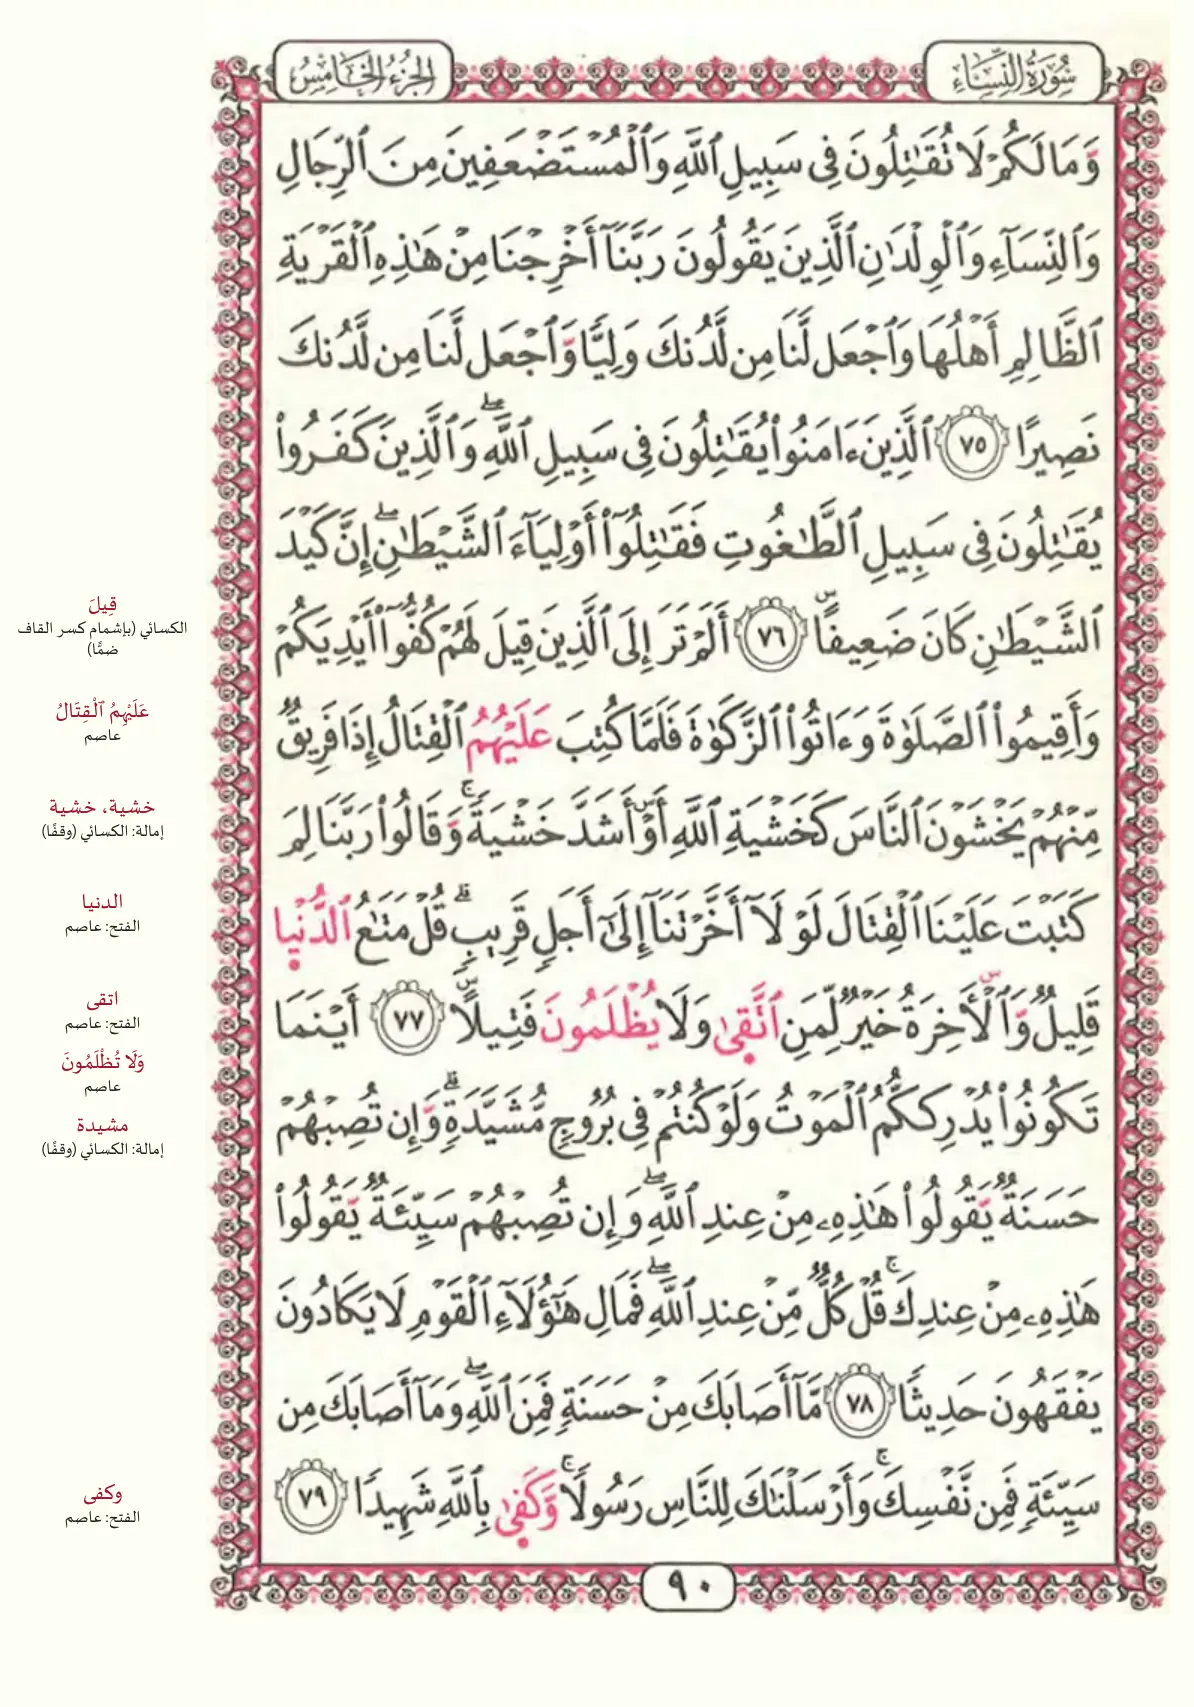 سُورَةُ النِّسَاءِ
الجُزْءُ الخَامِسُ
وَّمَا لَكُمْ لَا تُقَٰتِلُونَ فِى سَبِيلِ ٱللَّهِ وَٱلْمُسْتَضْعَفِينَ مِنَ ٱلرِّجَالِ
وَٱلنِّسَآءِ وَٱلْوِلْدَٰنِ ٱلَّذِينَ يَقُولُونَ رَبَّنَآ أَخْرِجْنَا مِنْ هَٰذِهِ ٱلْقَرْيَةِ
ٱلظَّالِمِ أَهْلُهَا وَٱجْعَل لَّنَا مِن لَّدُنكَ وَلِيًّا وَّٱجْعَل لَّنَا مِن لَّدُنكَ
نَصِيرًا ٧٥ ٱلَّذِينَ ءَامَنُوا۟ يُقَٰتِلُونَ فِى سَبِيلِ ٱللَّهِ ۖ وَٱلَّذِينَ كَفَرُوا۟
يُقَٰتِلُونَ فِى سَبِيلِ ٱلطَّٰغُوتِ فَقَٰتِلُوٓا۟ أَوْلِيَآءَ ٱلشَّيْطَٰنِ ۖ إِنَّ كَيْدَ
ٱلشَّيْطَٰنِ كَانَ ضَعِيفًا ٧٦ أَلَمْ تَرَ إِلَى ٱلَّذِينَ قِيلَ لَهُمْ كُفُّوٓا۟ أَيْدِيَكُمْ
وَأَقِيمُوا۟ ٱلصَّلَوٰةَ وَءَاتُوا۟ ٱلزَّكَوٰةَ فَلَمَّا كُتِبَ عَلَيْهُمُ ٱلْقِتَالُ إِذَا فَرِيقٌ
مِّنْهُمْ يَخْشَوْنَ ٱلنَّاسَ كَخَشْيَةِ ٱللَّهِ أَوْ أَشَدَّ خَشْيَةً ۚ وَّقَالُوا۟ رَبَّنَا لِمَ
كَتَبْتَ عَلَيْنَا ٱلْقِتَالَ لَوْلَآ أَخَّرْتَنَآ إِلَىٰٓ أَجَلٍ قَرِيبٍ ۗ قُلْ مَتَٰعُ ٱلدُّنْيَا
قَلِيلٌ وَّٱلْأَخِرَةُ خَيْرٌ لِّمَنِ ٱتَّقَىٰ وَلَا يُظْلَمُونَ فَتِيلًا ٧٧ أَيْنَمَا
تَكُونُوا۟ يُدْرِككُّمُ ٱلْمَوْتُ وَلَوْ كُنتُمْ فِى بُرُوجٍ مُّشَيَّدَةٍ ۗ وَّإِن تُصِبْهُمْ
حَسَنَةٌ يَّقُولُوا۟ هَٰذِهِۦ مِنْ عِندِ ٱللَّهِ ۖ وَإِن تُصِبْهُمْ سَيِّئَةٌ يَّقُولُوا۟
هَٰذِهِۦ مِنْ عِندِكَ ۚ قُلْ كُلٌّ مِّنْ عِندِ ٱللَّهِ ۖ فَمَالِ هَٰٓؤُلَآءِ ٱلْقَوْمِ لَا يَكَادُونَ
يَفْقَهُونَ حَدِيثًا ٧٨ مَّآ أَصَابَكَ مِنْ حَسَنَةٍ فَمِنَ ٱللَّهِ ۖ وَمَآ أَصَابَكَ مِن
سَيِّئَةٍ فَمِن نَّفْسِكَ ۚ وَأَرْسَلْنَٰكَ لِلنَّاسِ رَسُولًا ۚ وَّكَفَىٰ بِٱللَّهِ شَهِيدًا ٧٩
٩٠
قِيلَ
الكسائي (بإشمام كسر القاف
ضمًّا)
عَلَيْهِمُ ٱلْقِتَالُ
عاصم
خشية، خشية
إمالة: الكسائي (وقفًا)
الدنيا
الفتح: عاصم
اتقى
الفتح: عاصم
وَلَا تُظْلَمُونَ
عاصم
مشيدة
إمالة: الكسائي (وقفًا)
وكفى
الفتح: عاصم